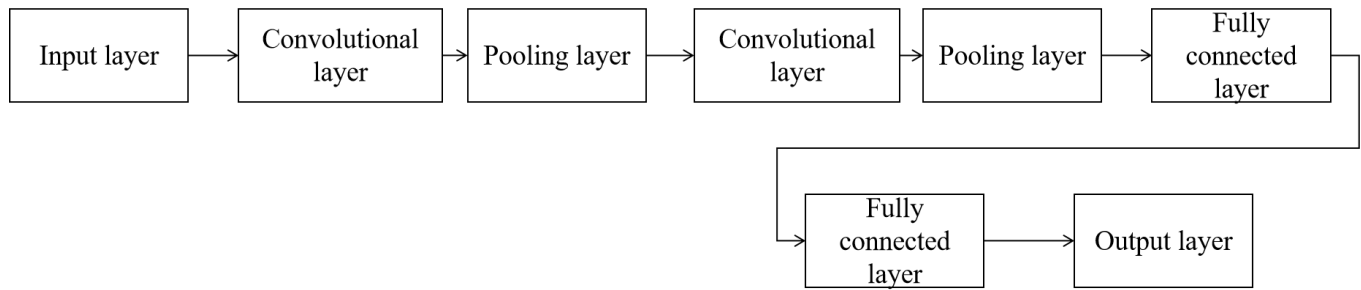 Input layer
Convolutional
layer
Pooling layer
Convolutional
layer
Pooling layer
Fully
connected
layer
Fully
connected
layer
Output layer